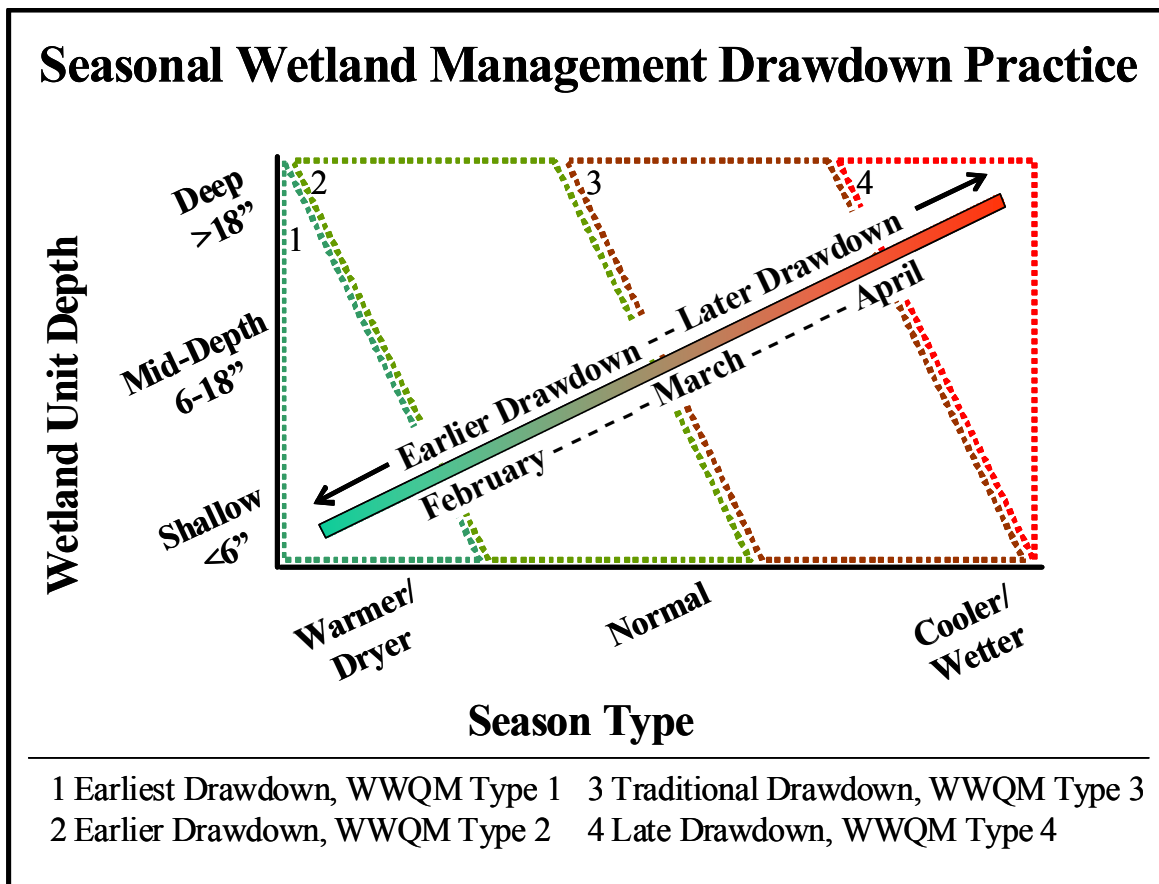 Seasonal Wetland Management Drawdown Practice
Wetland Unit Depth
Deep
>18”
Mid-Depth
6-18”
Shallow
<6”
1
2
3
4
Earlier Drawdown -- Later Drawdown
February ---- March ---- April
Warmer/
Dryer
Normal
Cooler/
Wetter
Season Type
1 Earliest Drawdown, WWQM Type 1
2 Earlier Drawdown, WWQM Type 2
3 Traditional Drawdown, WWQM Type 3
4 Late Drawdown, WWQM Type 4